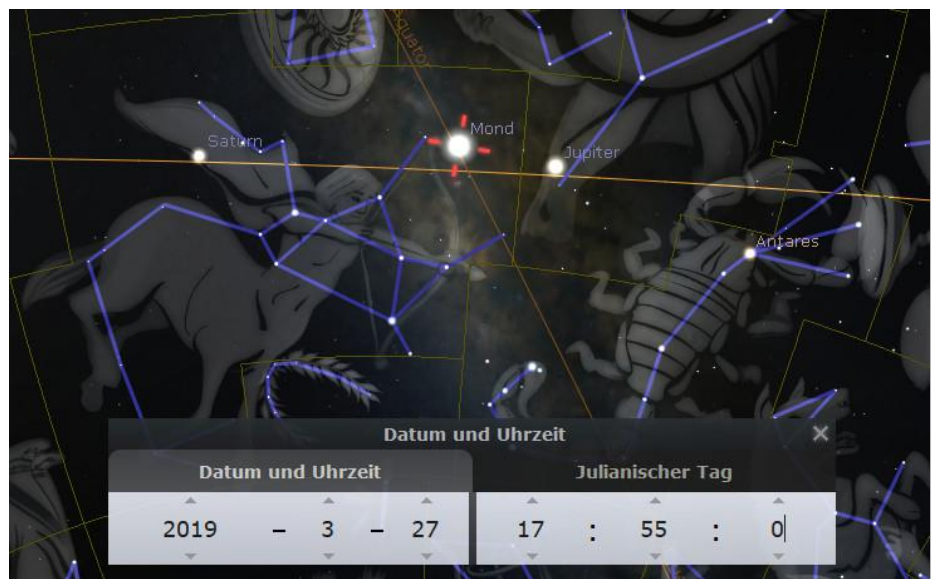 Äquator
Mond
Saturn
Jupiter
Antares
Datum und Uhrzeit ×
Datum und Uhrzeit
Julianischer Tag
2019 – 3 – 27 17 : 55 : 0